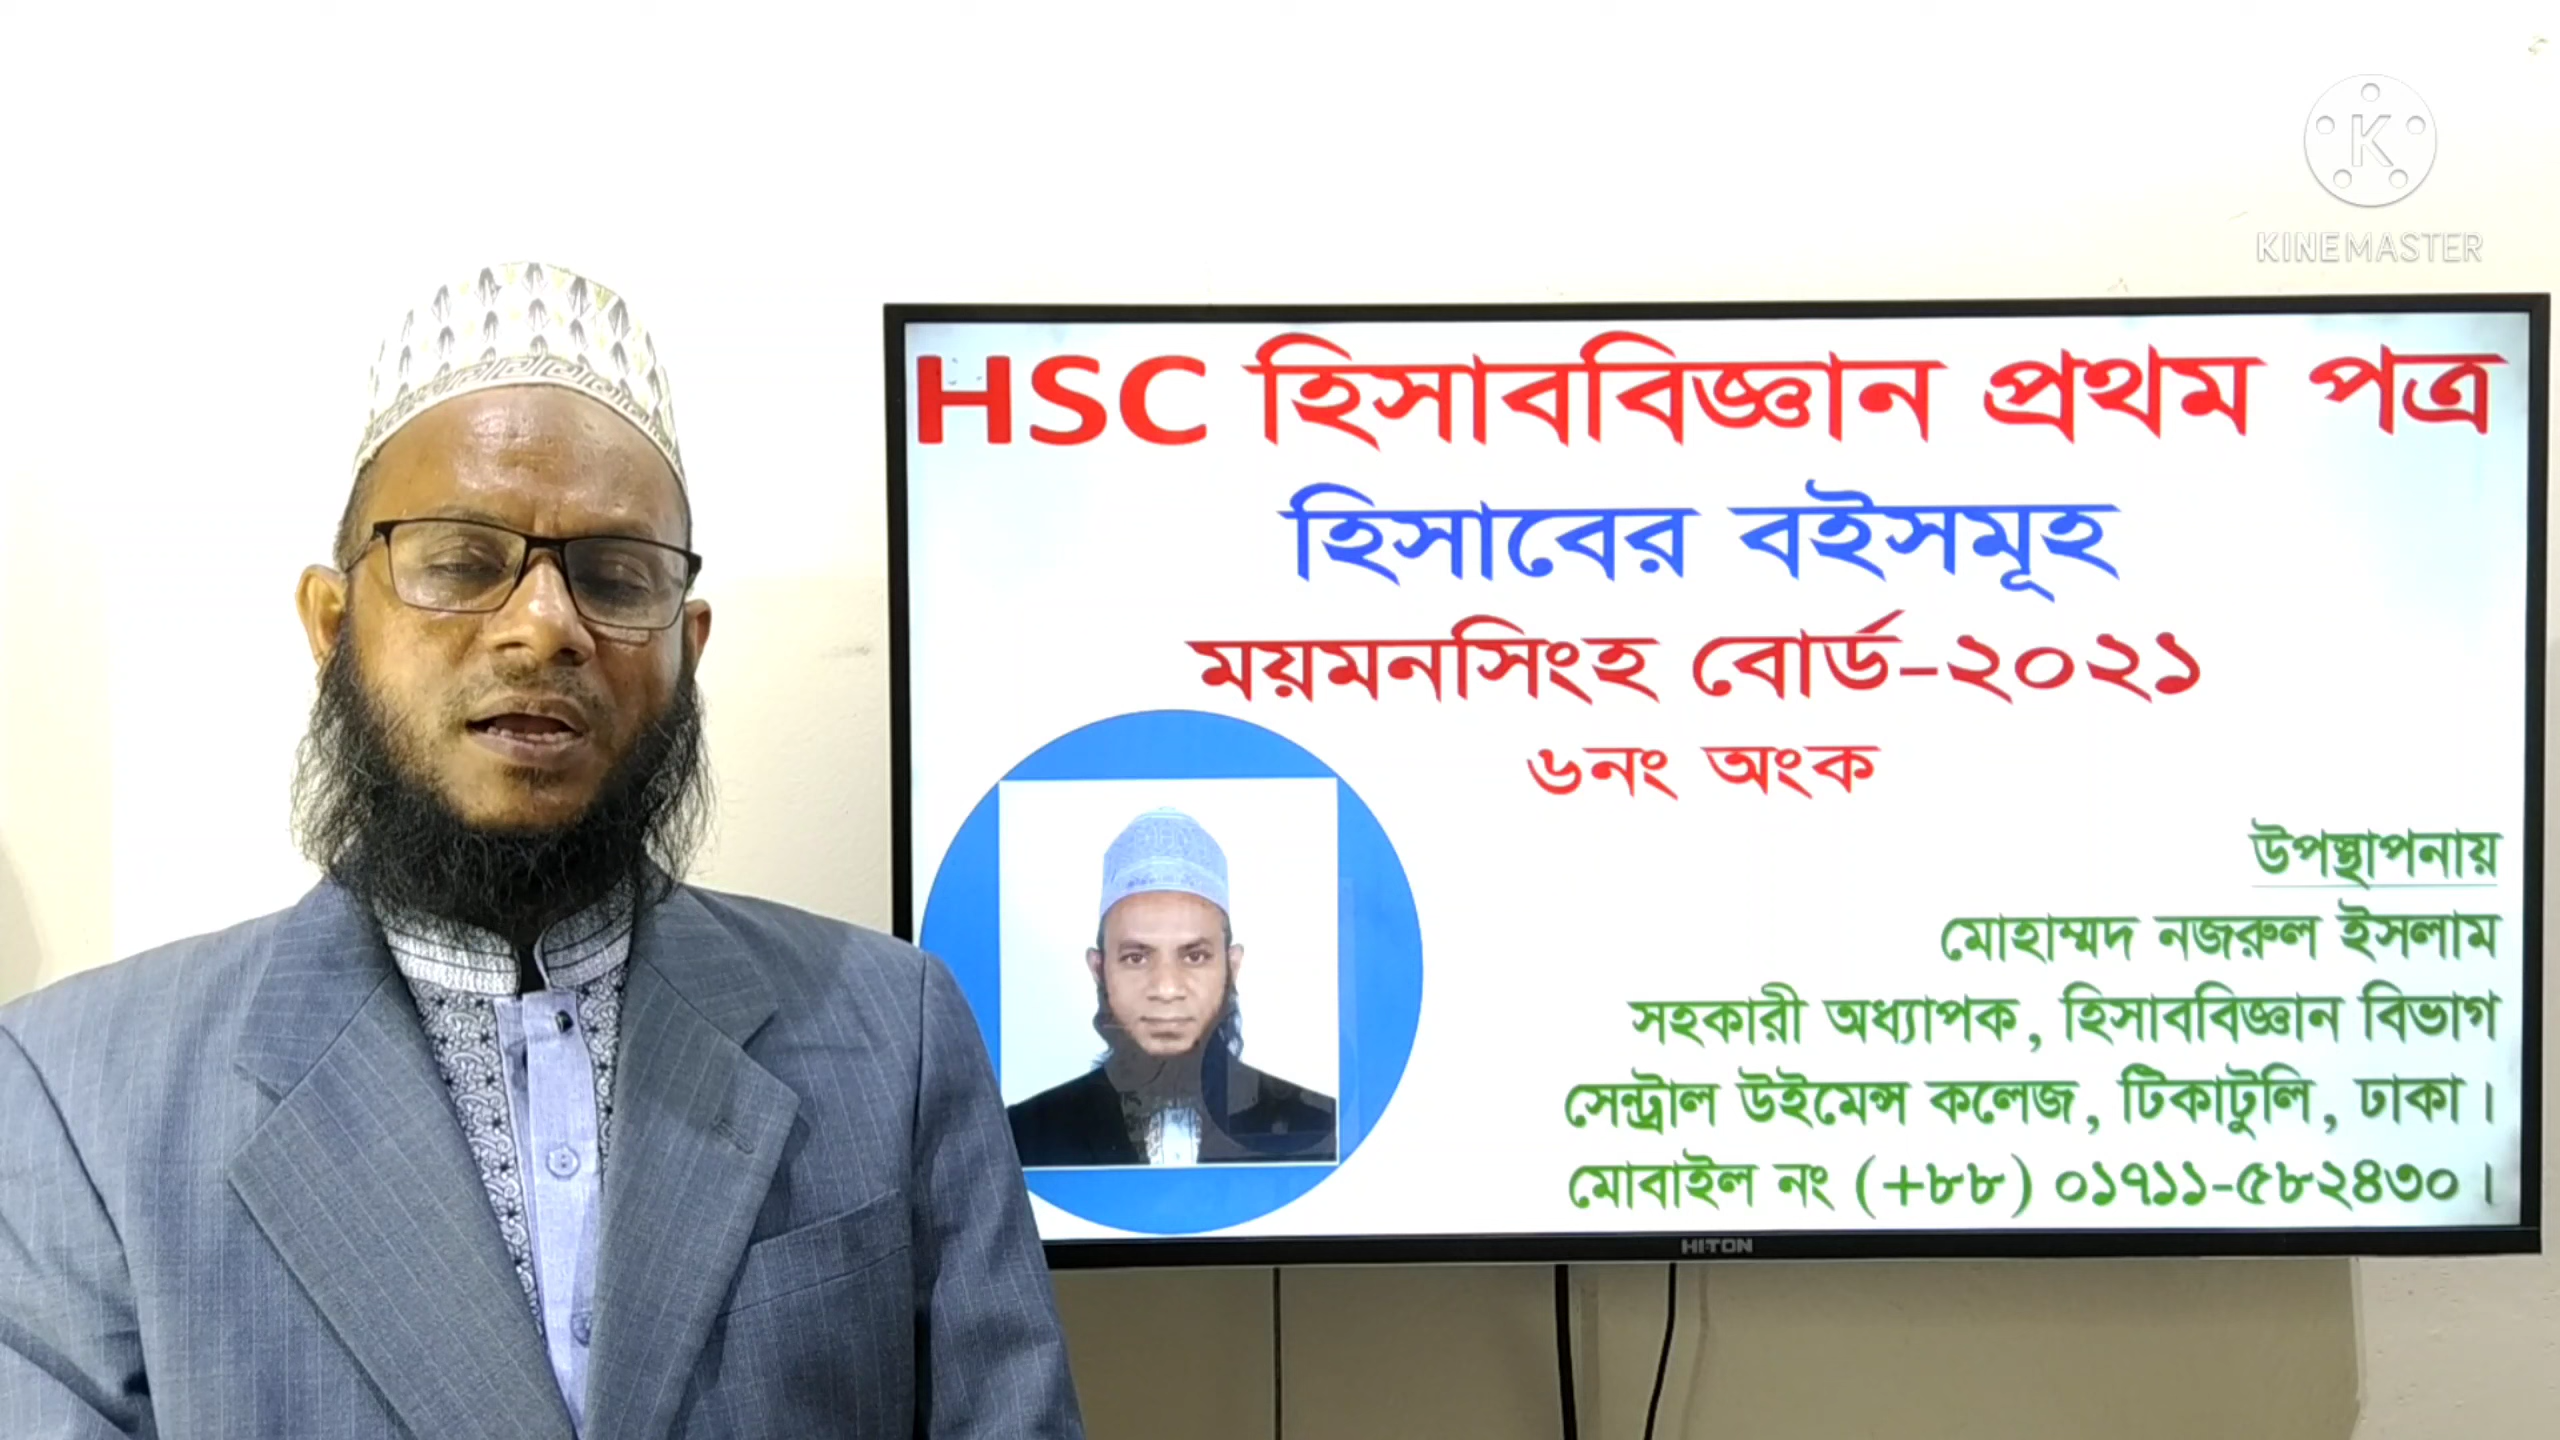 K
KINEMASTER
HSC হিসাববিজ্ঞান প্রথম পত্র
হিসাবের বইসমূহ
ময়মনসিংহ বোর্ড-২০২১
৬নং অংক
উপস্থাপনায়
মোহাম্মদ নজরুল ইসলাম
সহকারী অধ্যাপক, হিসাববিজ্ঞান বিভাগ
সেন্ট্রাল উইমেন্স কলেজ, টিকাটুলি, ঢাকা।
মোবাইল নং (+৮৮) ০১৭১১-৫৮২৪৩০।
HITON